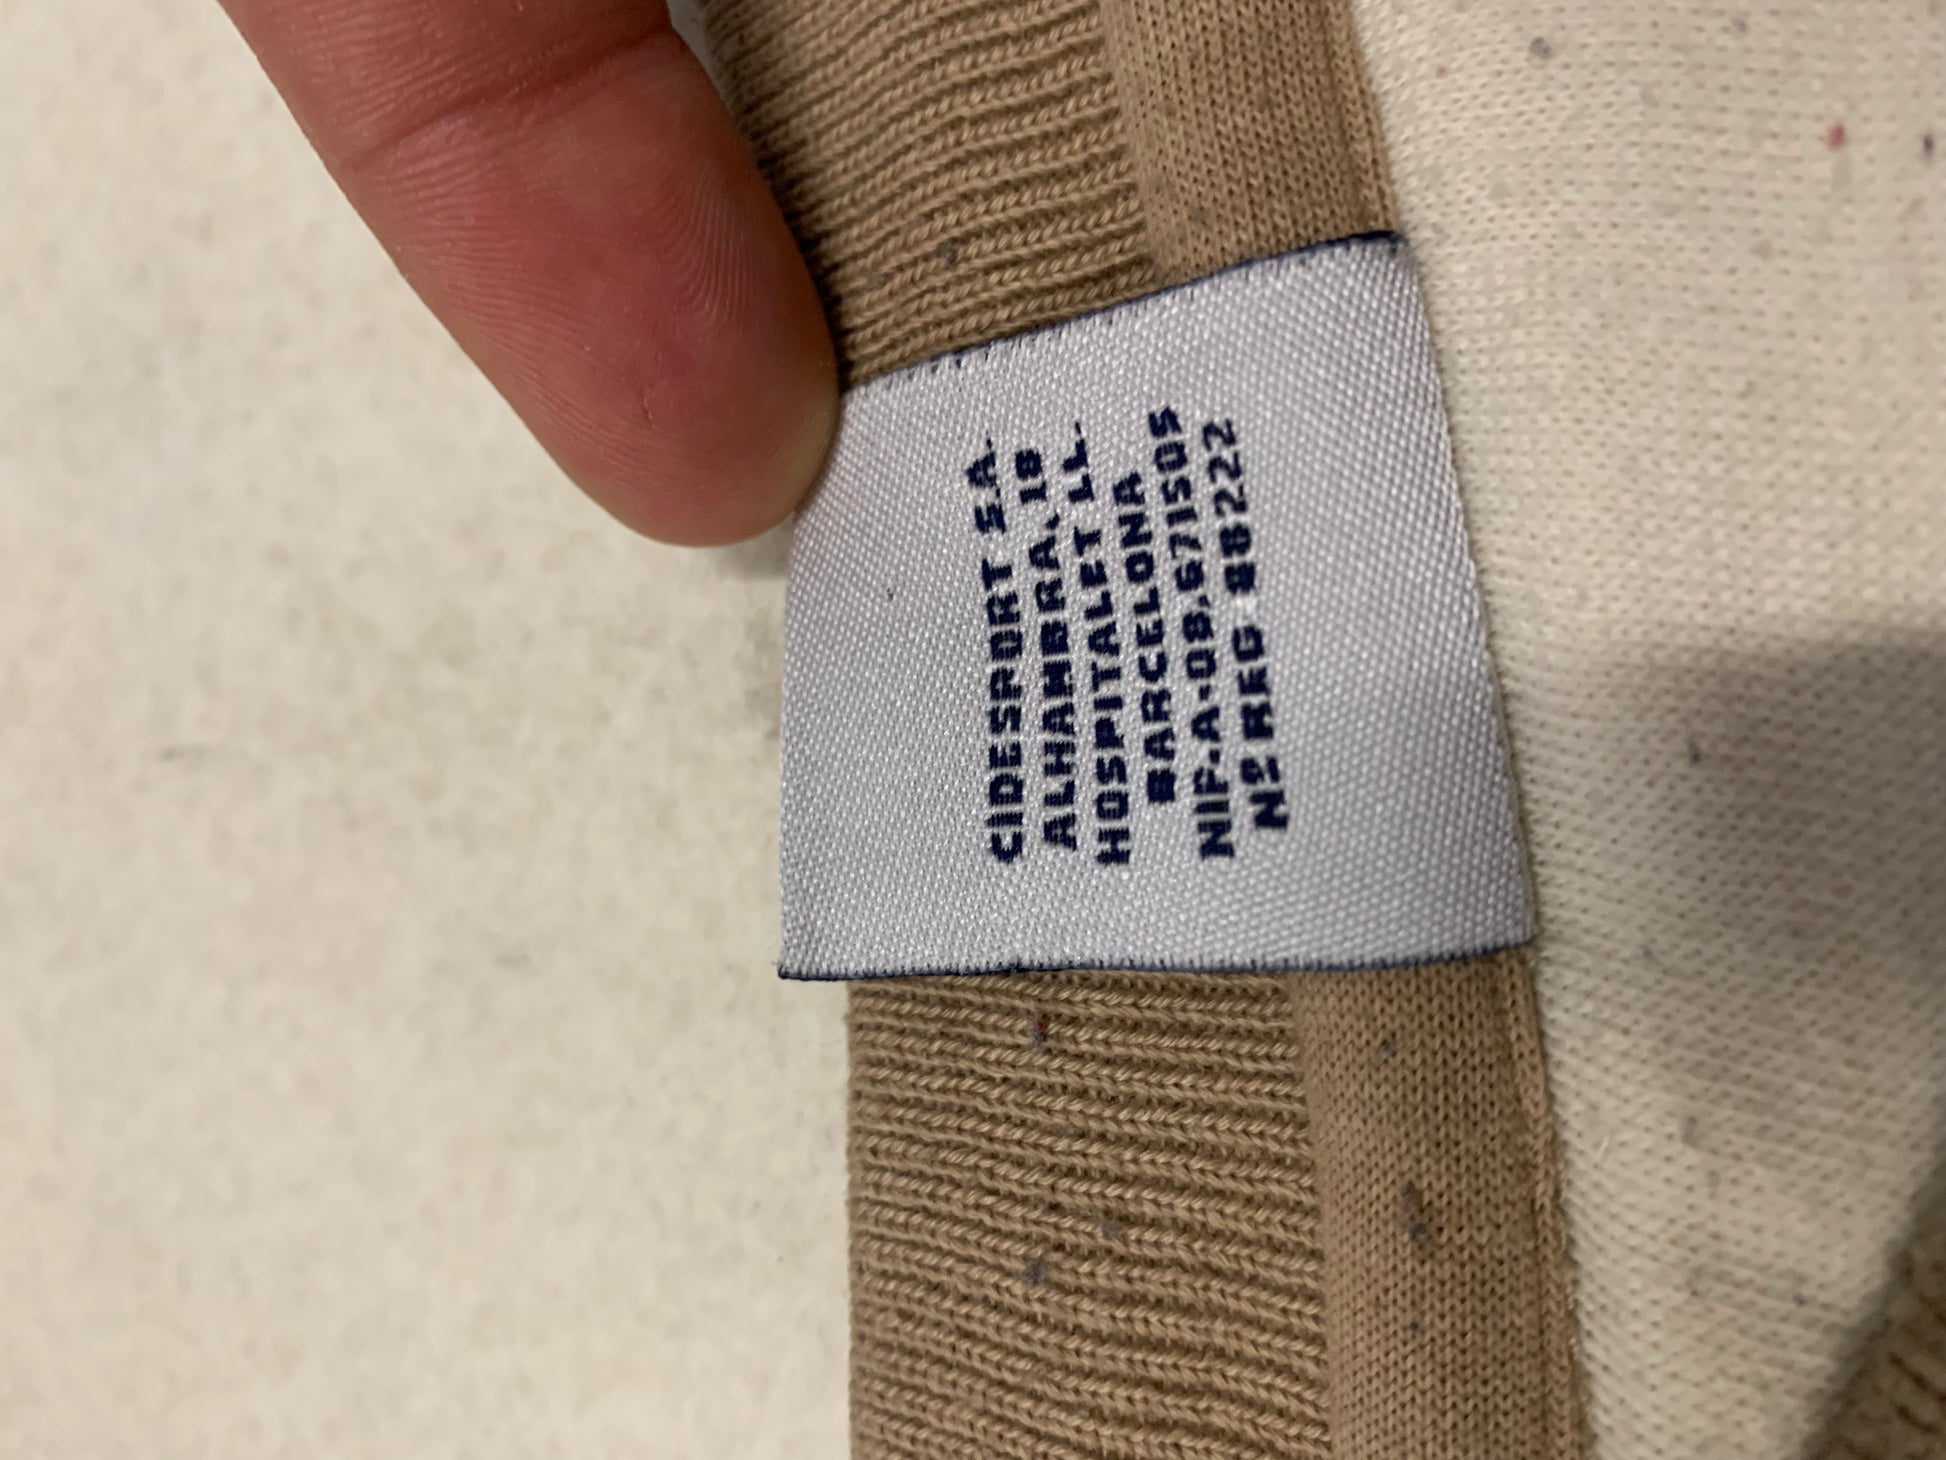 CIDESPORT S.A.
ALHAMBRA, 18
HOSPITALET LL.
BARCELONA
NIF-A-08.671505
Nº REG 88222